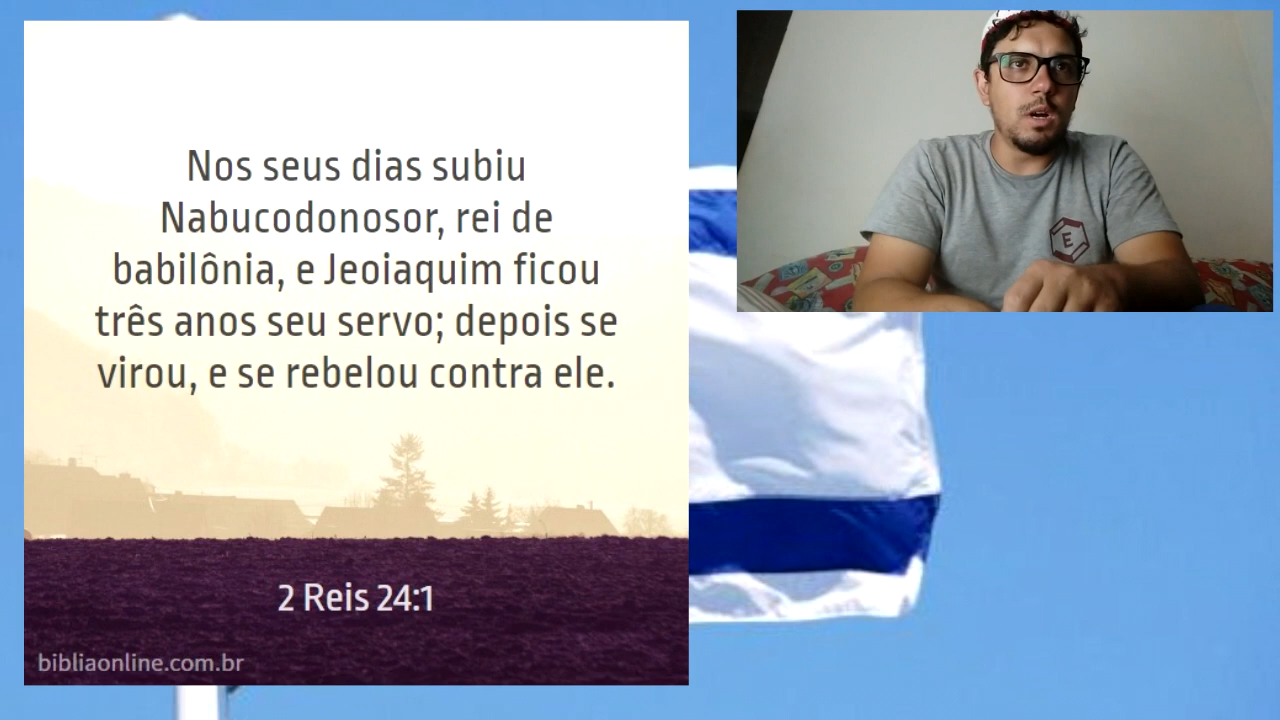 Nos seus dias subiu
Nabucodonosor, rei de
babilônia, e Jeoiaquim ficou
três anos seu servo; depois se
virou, e se rebelou contra ele.
2 Reis 24:1
bibliaonline.com.br
E